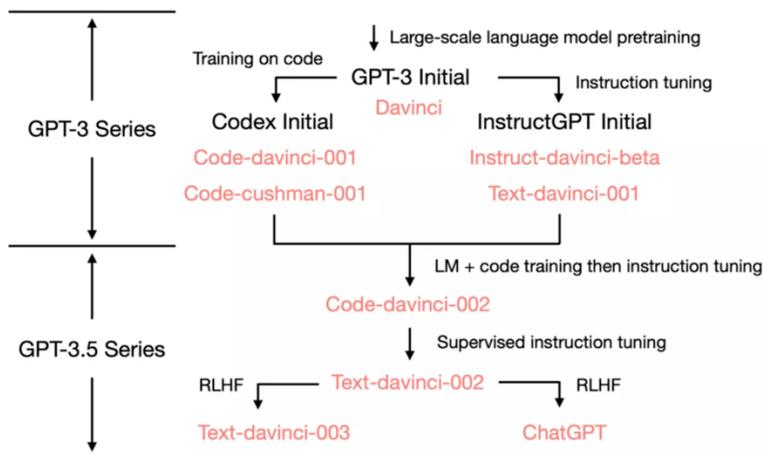 Large-scale language model pretraining
Training on code
GPT-3 Initial
Instruction tuning
Davinci
GPT-3 Series
Codex Initial
InstructGPT Initial
Code-davinci-001
Instruct-davinci-beta
Code-cushman-001
Text-davinci-001
LM + code training then instruction tuning
Code-davinci-002
GPT-3.5 Series
Supervised instruction tuning
RLHF
Text-davinci-002
RLHF
Text-davinci-003
ChatGPT